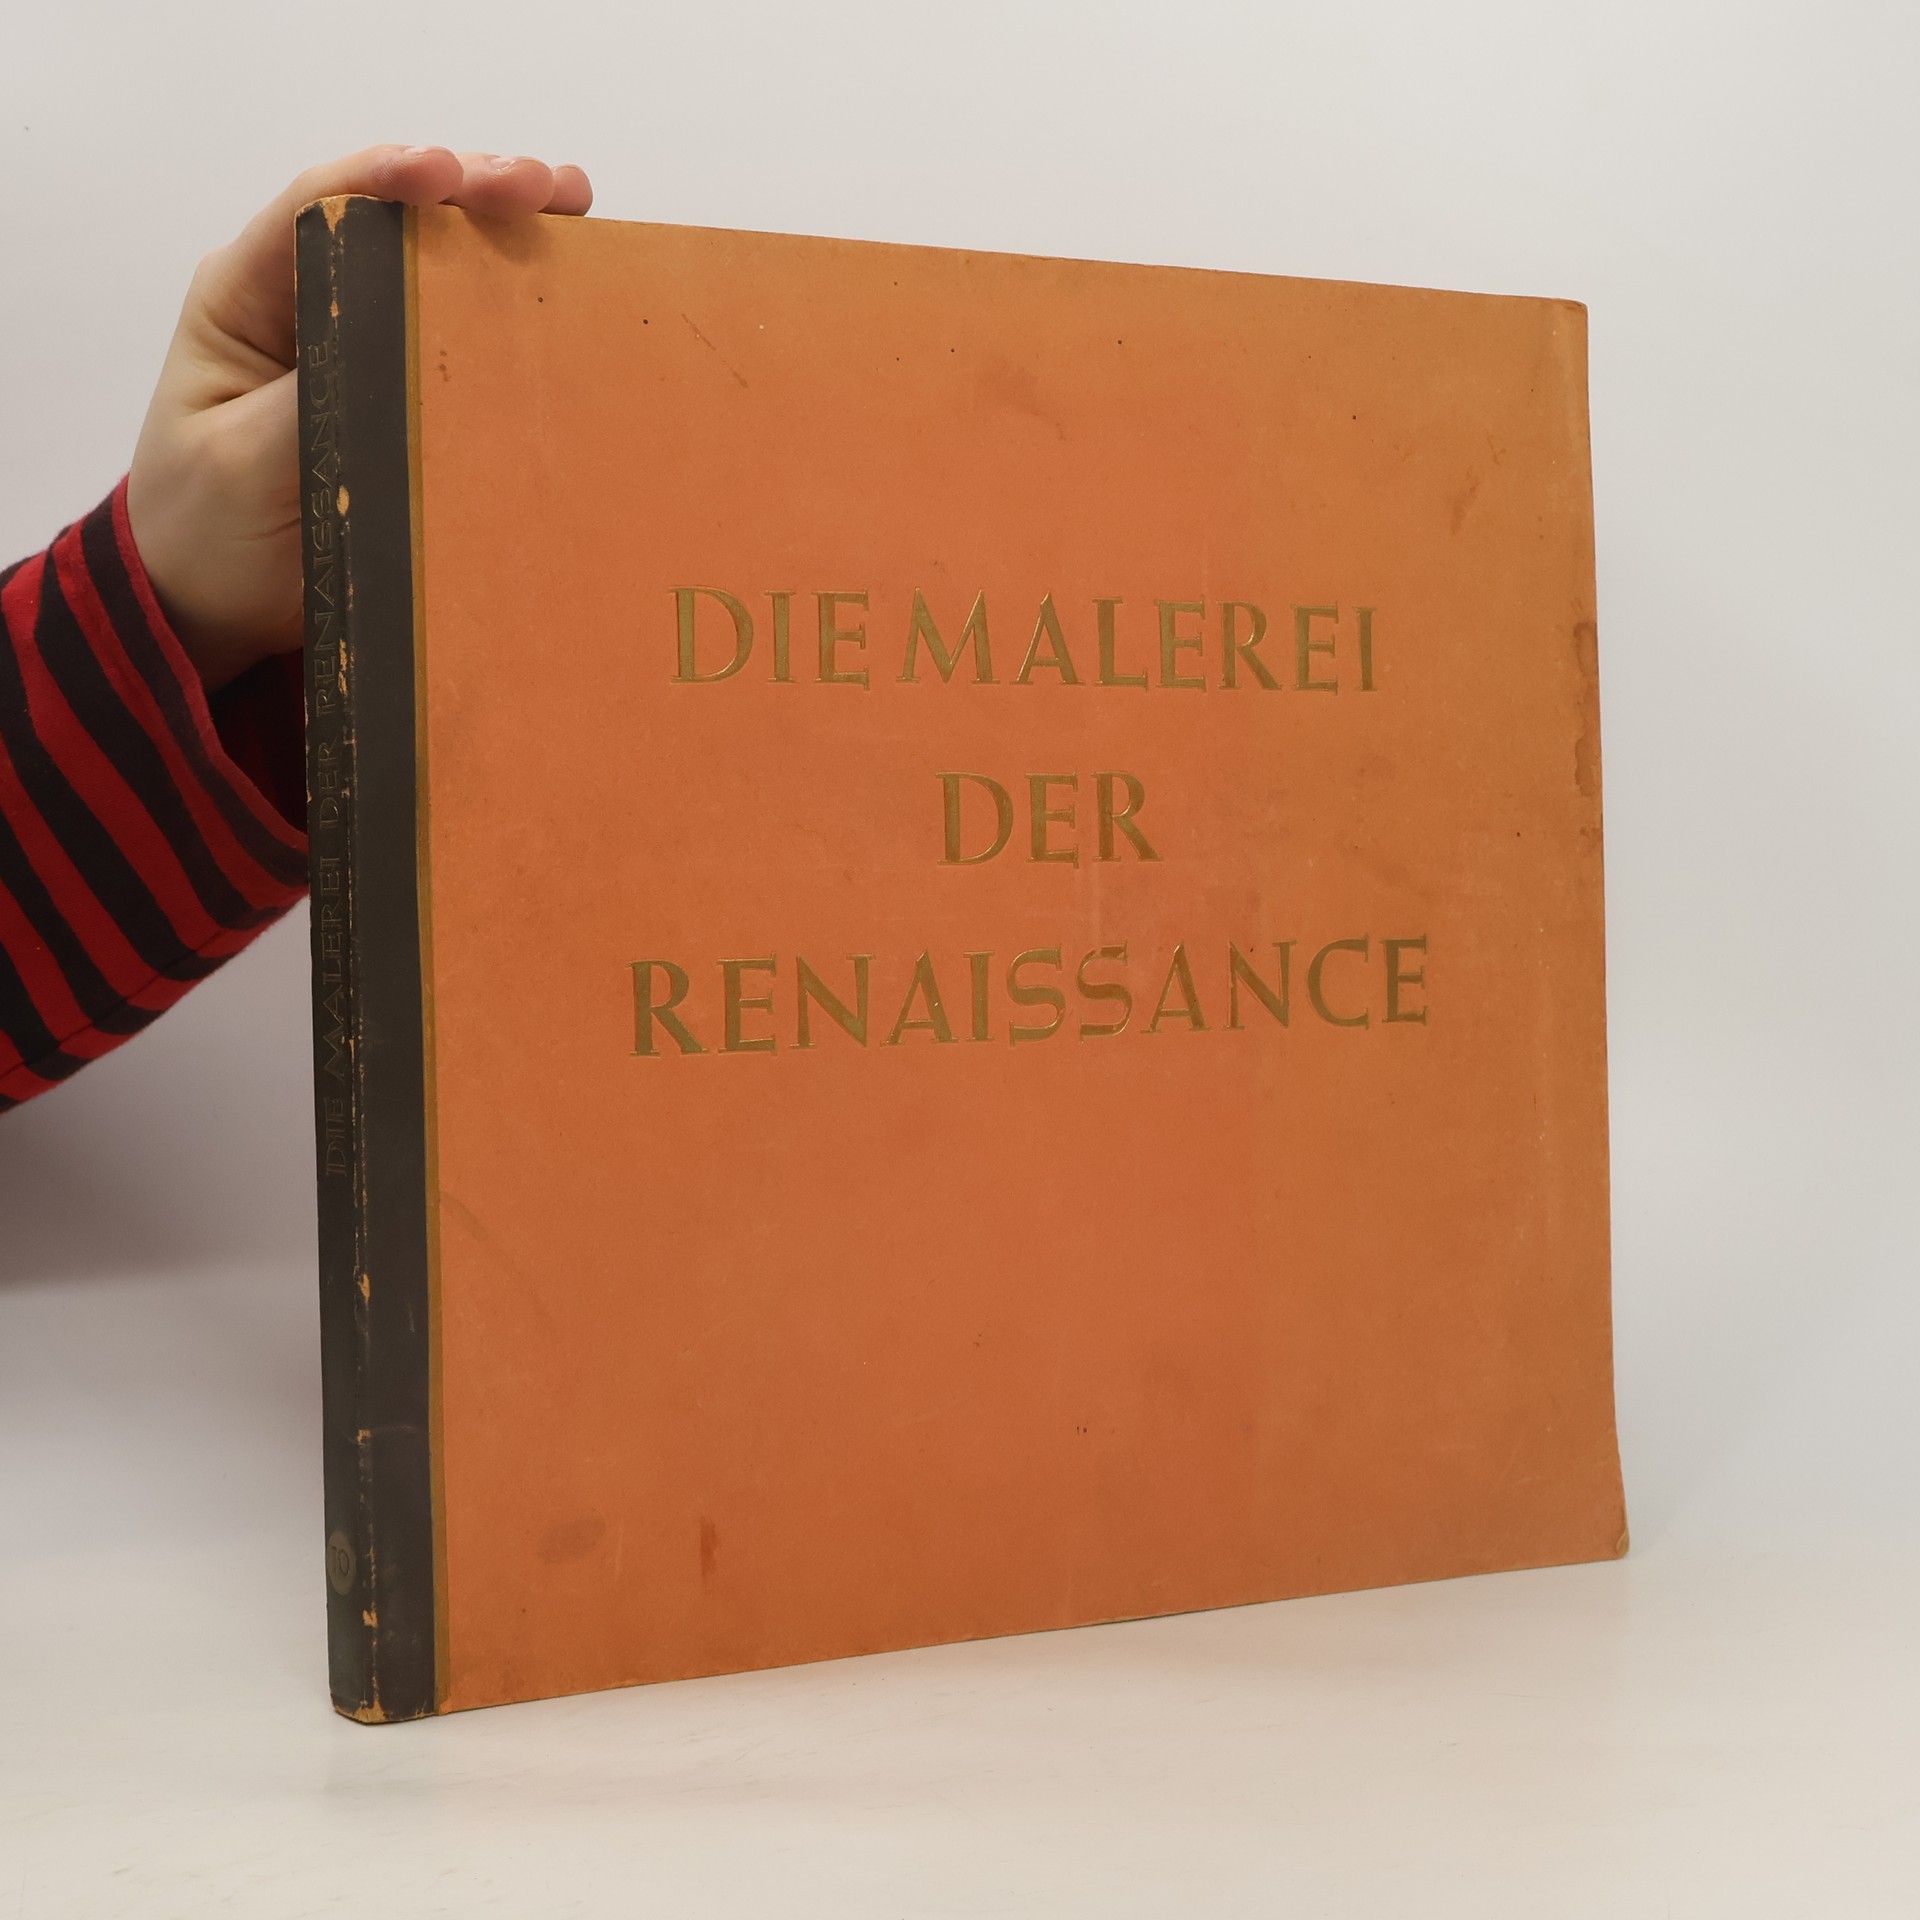 DIE MALEREI DER RENAISSANCE
10
DIE MALEREI
DER
RENAISSANCE